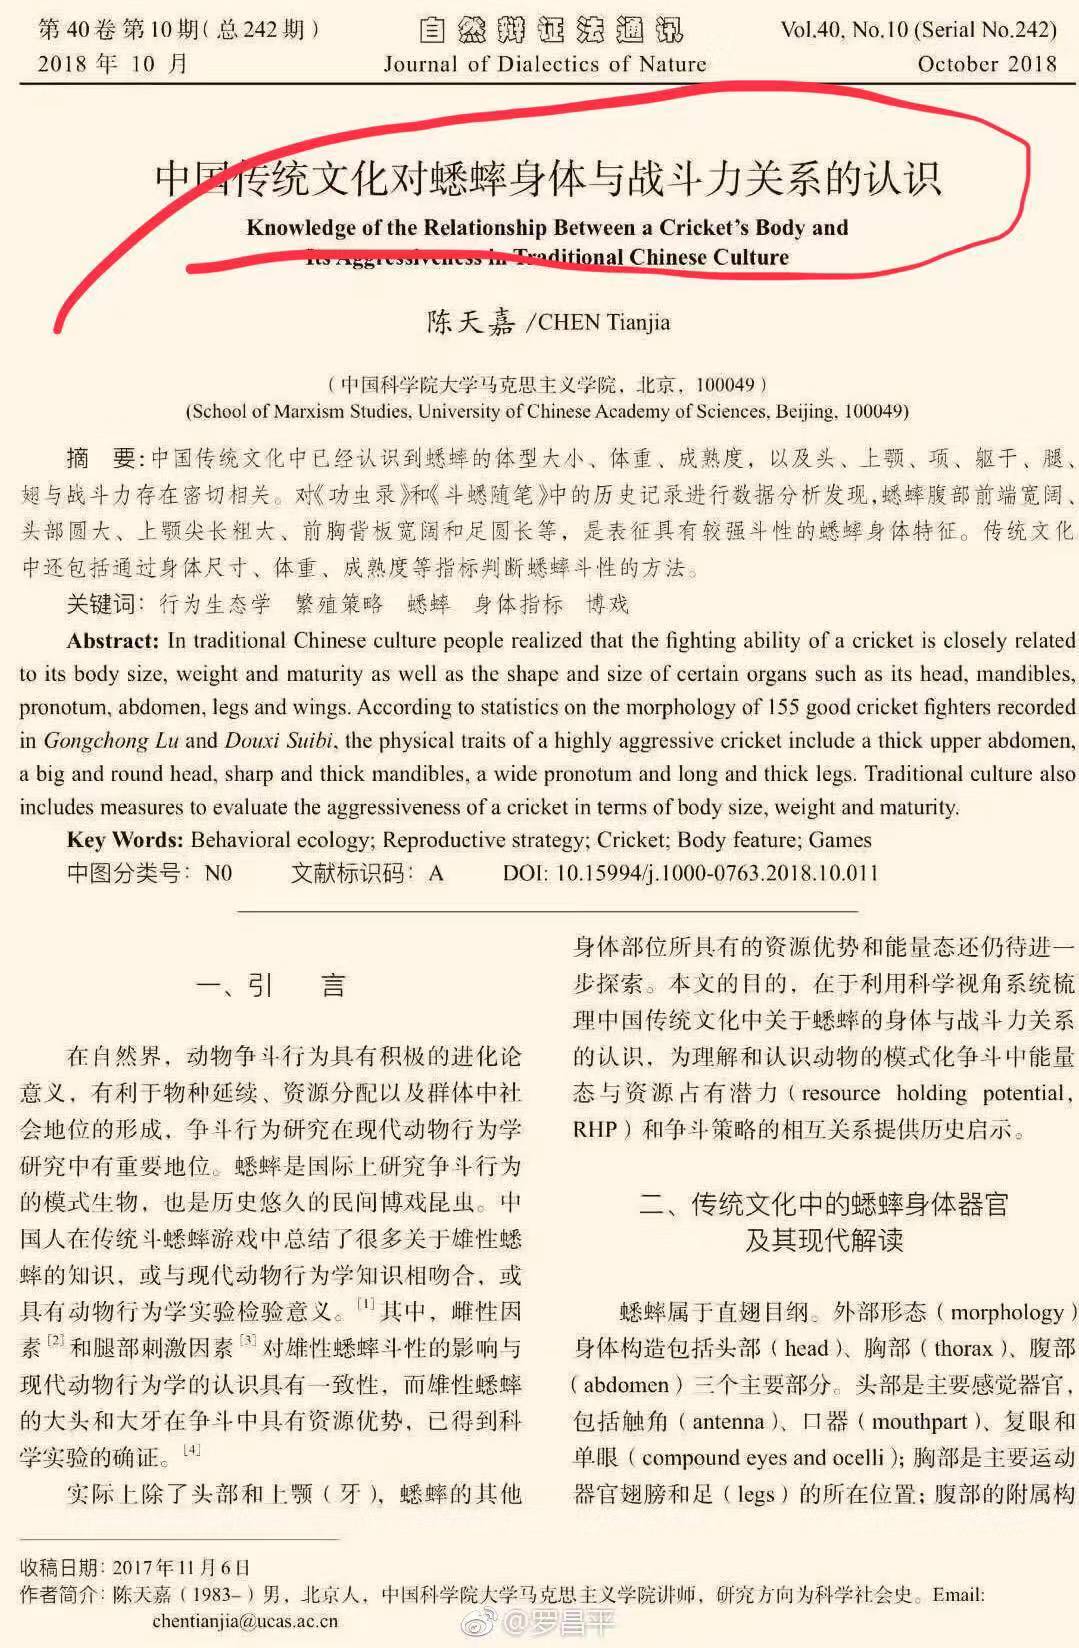 第40卷第10期(总242期)
自然辩证法通讯
Vol.40, No.10 (Serial No.242)
2018年 10月
Journal of Dialectics of Nature
October 2018
中国传统文化对蟋蟀身体与战斗力关系的认识
Knowledge of the Relationship Between a Cricket's Body and
Its Aggressiveness in Traditional Chinese Culture
陈天嘉 /CHEN Tianjia
(中国科学院大学马克思主义学院，北京，100049)
(School of Marxism Studies, University of Chinese Academy of Sciences, Beijing, 100049)
摘 要:中国传统文化中已经认识到蟋蟀的体型大小、体重、成熟度，以及头、上颚、项、躯干、腿、
翅与战斗力存在密切相关。对《功虫录》和《斗蟋随笔》中的历史记录进行数据分析发现,蟋蟀腹部前端宽阔、
头部圆大、上颚尖长粗大、前胸背板宽阔和足圆长等，是表征具有较强斗性的蟋蟀身体特征。传统文化
中还包括通过身体尺寸、体重、成熟度等指标判断蟋蟀斗性的方法。
关键词: 行为生态学 繁殖策略 蟋蟀 身体指标 博戏
Abstract: In traditional Chinese culture people realized that the fighting ability of a cricket is closely related
to its body size, weight and maturity as well as the shape and size of certain organs such as its head, mandibles,
pronotum, abdomen, legs and wings. According to statistics on the morphology of 155 good cricket fighters recorded
in Gongchong Lu and Douxi Suibi, the physical traits of a highly aggressive cricket include a thick upper abdomen,
a big and round head, sharp and thick mandibles, a wide pronotum and long and thick legs. Traditional culture also
includes measures to evaluate the aggressiveness of a cricket in terms of body size, weight and maturity.
Key Words: Behavioral ecology; Reproductive strategy; Cricket; Body feature; Games
中图分类号: N0 文献标识码: A DOI: 10.15994/j.1000-0763.2018.10.011
一、引 言
在自然界，动物争斗行为具有积极的进化论
意义，有利于物种延续、资源分配以及群体中社
会地位的形成，争斗行为研究在现代动物行为学
研究中有重要地位。蟋蟀是国际上研究争斗行为
的模式生物，也是历史悠久的民间博戏昆虫。中
国人在传统斗蟋蟀游戏中总结了很多关于雄性蟋
蟀的知识，或与现代动物行为学知识相吻合，或
具有动物行为学实验检验意义。[1]其中，雌性因
素[2]和腿部刺激因素[3]对雄性蟋蟀斗性的影响与
现代动物行为学的认识具有一致性，而雄性蟋蟀
的大头和大牙在争斗中具有资源优势，已得到科
学实验的确证。[4]
实际上除了头部和上颚(牙)，蟋蟀的其他
身体部位所具有的资源优势和能量态还仍待进一
步探索。本文的目的，在于利用科学视角系统梳
理中国传统文化中关于蟋蟀的身体与战斗力关系
的认识，为理解和认识动物的模式化争斗中能量
态与资源占有潜力(resource holding potential,
RHP)和争斗策略的相互关系提供历史启示。
二、传统文化中的蟋蟀身体器官
及其现代解读
蟋蟀属于直翅目纲。外部形态(morphology)
身体构造包括头部(head)、胸部(thorax)、腹部
(abdomen)三个主要部分。头部是主要感觉器官，
包括触角(antenna)、口器(mouthpart)、复眼和
单眼(compound eyes and ocelli);胸部是主要运动
器官翅膀和足(legs)的所在位置;腹部的附属构
收稿日期: 2017年11月6日
作者简介: 陈天嘉(1983-)男，北京人，中国科学院大学马克思主义学院讲师，研究方向为科学社会史。Email:
chentianjia@ucas.ac.cn
@罗昌平